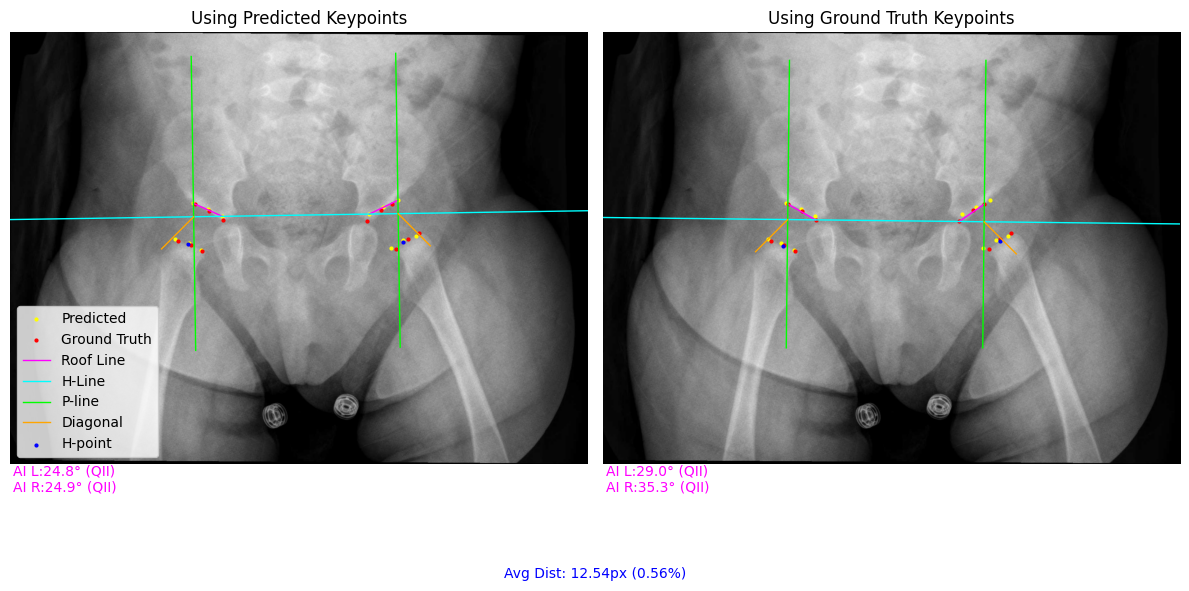 Using Predicted Keypoints
Using Ground Truth Keypoints
Predicted
Ground Truth
Roof Line
H-Line
P-line
Diagonal
H-point
AI L:24.8° (QII)
AI R:24.9° (QII)
AI L:29.0° (QII)
AI R:35.3° (QII)
Avg Dist: 12.54px (0.56%)